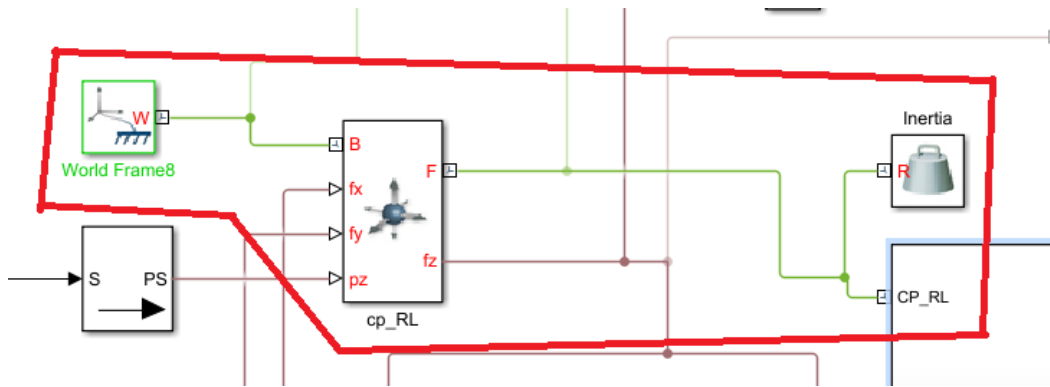 W
World Frame8
S
PS
B
fx
fy
pz
F
fz
cp_RL
Inertia
R
CP_RL